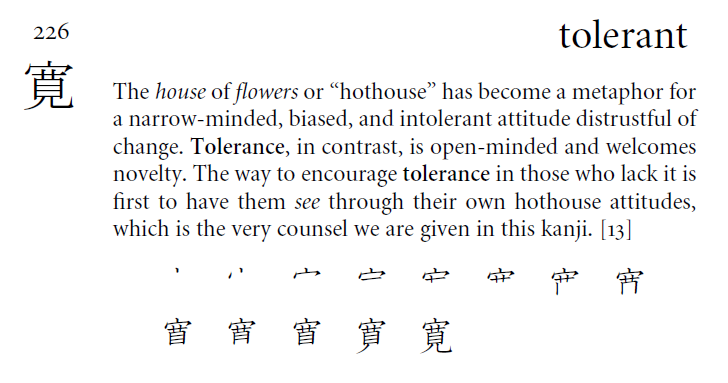 226
tolerant
寛
The house of flowers or “hothouse” has become a metaphor for
a narrow-minded, biased, and intolerant attitude distrustful of
change. Tolerance, in contrast, is open-minded and welcomes
novelty. The way to encourage tolerance in those who lack it is
first to have them see through their own hothouse attitudes,
which is the very counsel we are given in this kanji. [13]
寛